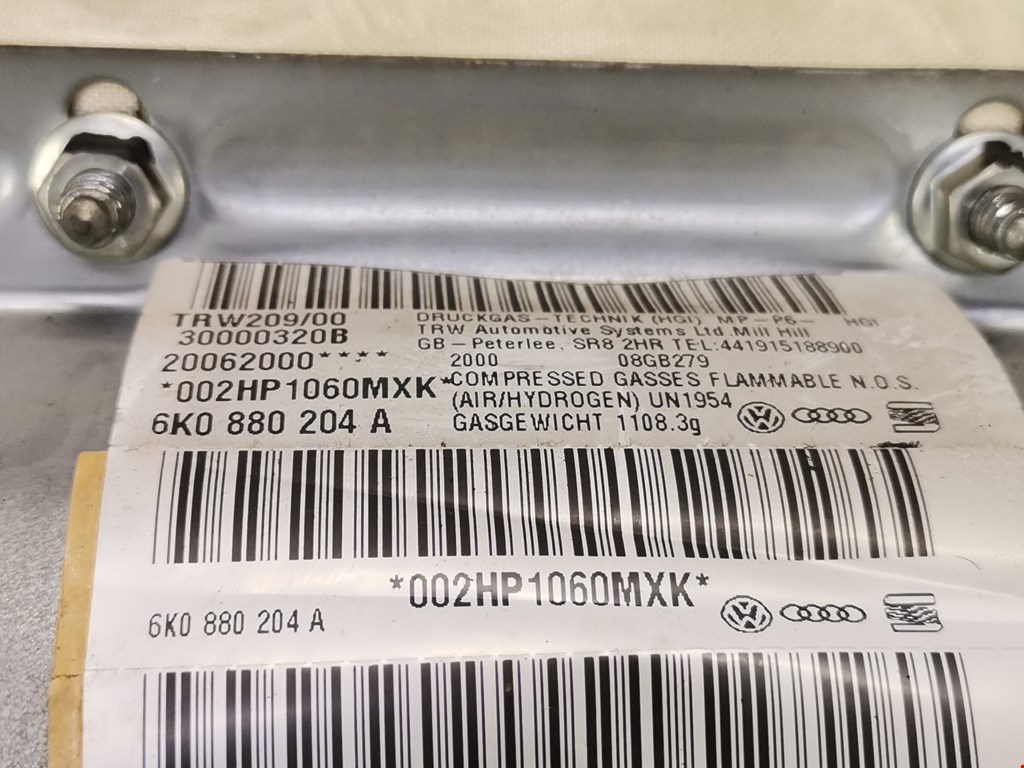 TRW209/00
30000320B
20062000****
*002HP1060MXK*
6K0 880 204 A
DRUCKGAS-TECHNIK (HGI) MP-P6- HGI
TRW Automotive Systems Ltd.Mill Hill
GB - Peterlee, SR8 2HR TEL:441915188900
2000 08GB279
COMPRESSED GASSES FLAMMABLE N.O.S.
(AIR/HYDROGEN) UN1954
GASGEWICHT 1108.3g
*002HP1060MXK*
6K0 880 204 A